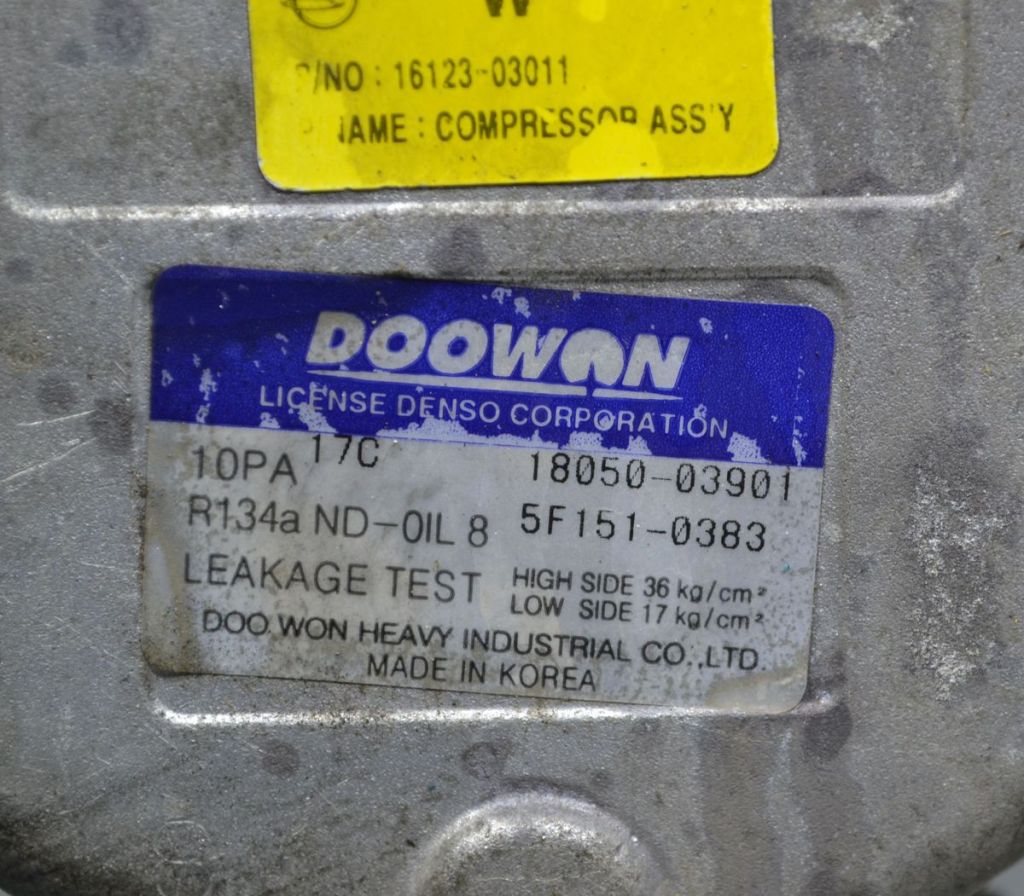 W
/NO : 16123-03011
AME : COMPRESSOR ASS'Y
DOOWON
LICENSE DENSO CORPORATION
10PA 17C 18050-03901
R134a ND-OIL 8 5F151-0383
LEAKAGE TEST HIGH SIDE 36 kg/cm²
LOW SIDE 17 kg/cm²
DOO WON HEAVY INDUSTRIAL CO.,LTD.
MADE IN KOREA